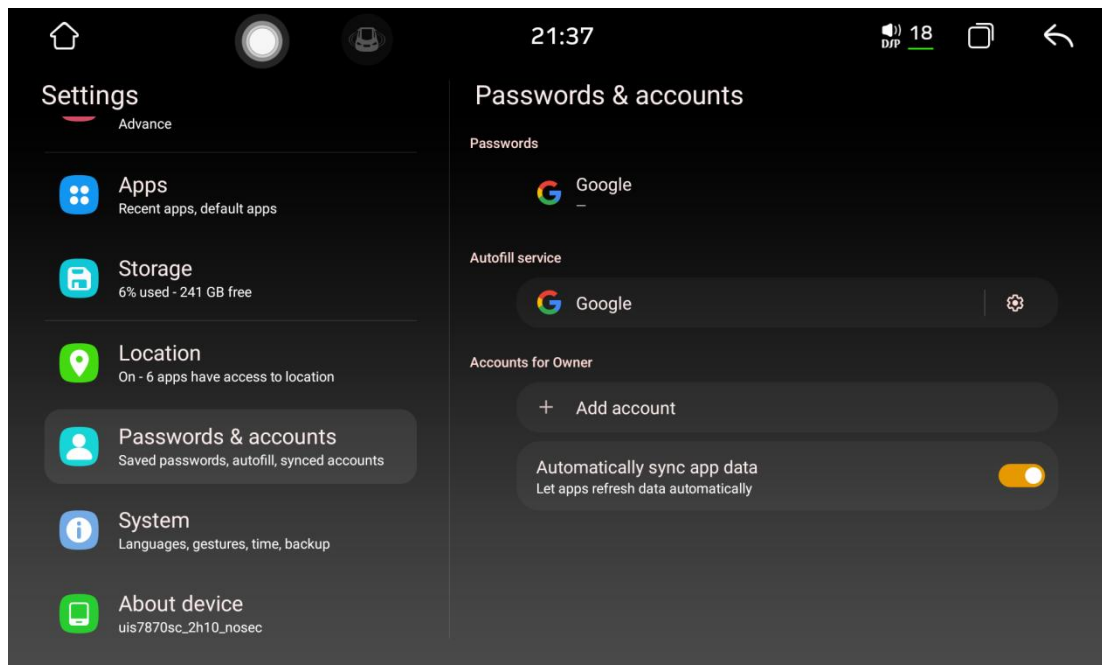 21:37
DSP 18
Settings
Advance
Apps
Recent apps, default apps
Storage
6% used - 241 GB free
Location
On - 6 apps have access to location
Passwords & accounts
Saved passwords, autofill, synced accounts
System
Languages, gestures, time, backup
About device
uis7870sc_2h10_nosec
Passwords & accounts
Passwords
Google
–
Autofill service
Google
Accounts for Owner
+ Add account
Automatically sync app data
Let apps refresh data automatically